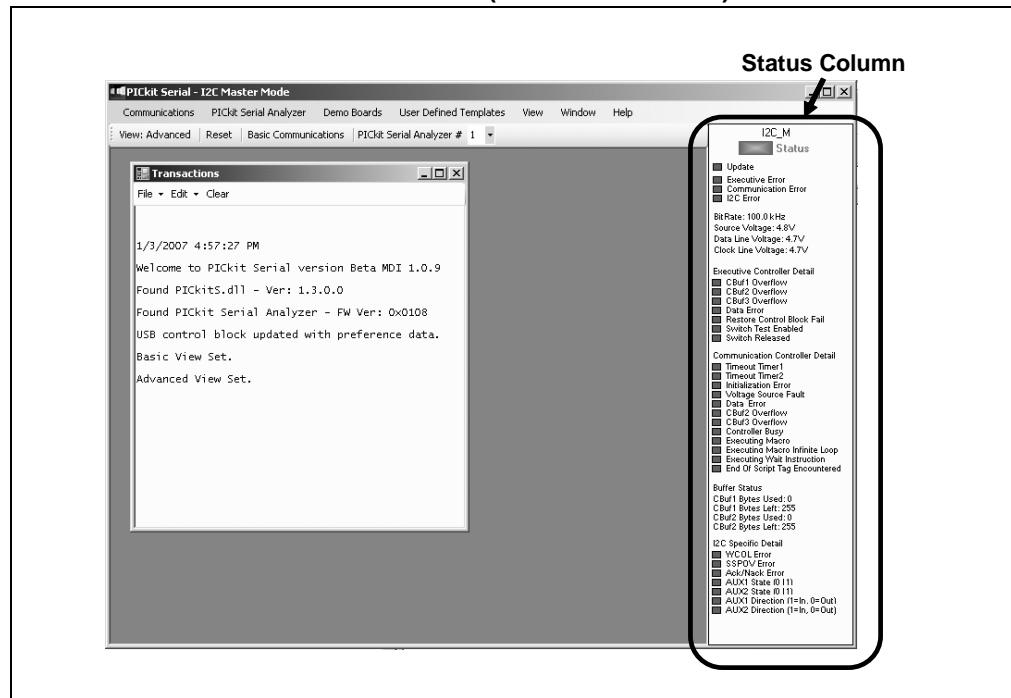 Status Column
PICkit Serial - I2C Master Mode
Communications PICkit Serial Analyzer Demo Boards User Defined Templates View Window Help
View: Advanced Reset Basic Communications PICkit Serial Analyzer # 1
Transactions
File Edit Clear
1/3/2007 4:57:27 PM
Welcome to PICkit Serial version Beta MDI 1.0.9
Found PICkitS.dll - Ver: 1.3.0.0
Found PICkit Serial Analyzer - FW Ver: 0x0108
USB control block updated with preference data.
Basic View Set.
Advanced View Set.
I2C_M
Status
Update
Executive Error
Communication Error
I2C Error
Bit Rate: 100.0 kHz
Source Voltage: 4.8V
Data Line Voltage: 4.7V
Clock Line Voltage: 4.7V
Executive Controller Detail
CBuf1 Overflow
CBuf2 Overflow
CBuf3 Overflow
Data Error
Restore Control Block Fail
Switch Test Enabled
Switch Released
Communication Controller Detail
Timeout Timer1
Timeout Timer2
Initialization Error
Voltage Source Fault
Data Error
CBuf2 Overflow
CBuf3 Overflow
Controller Busy
Executing Macro
Executing Macro Infinite Loop
Executing Wait Instruction
End Of Script Tag Encountered
Buffer Status
CBuf1 Bytes Used: 0
CBuf1 Bytes Left: 255
CBuf2 Bytes Used: 0
CBuf2 Bytes Left: 255
I2C Specific Detail
WCOL Error
SSPOV Error
Ack/Nack Error
AUX1 State (0 | 1)
AUX2 State (0 | 1)
AUX1 Direction (1=In, 0=Out)
AUX2 Direction (1=In, 0=Out)